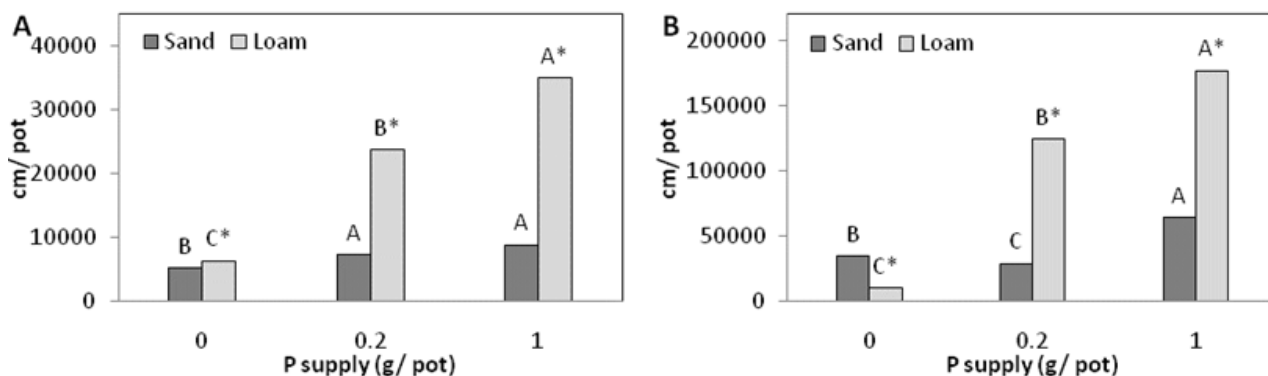 A
Sand Loam
cm/ pot
40000
30000
20000
10000
0
B C*
A B*
A A*
0 0.2 1
P supply (g/ pot)
B
Sand Loam
cm/ pot
200000
150000
100000
50000
0
B C*
C B*
A A*
0 0.2 1
P supply (g/ pot)